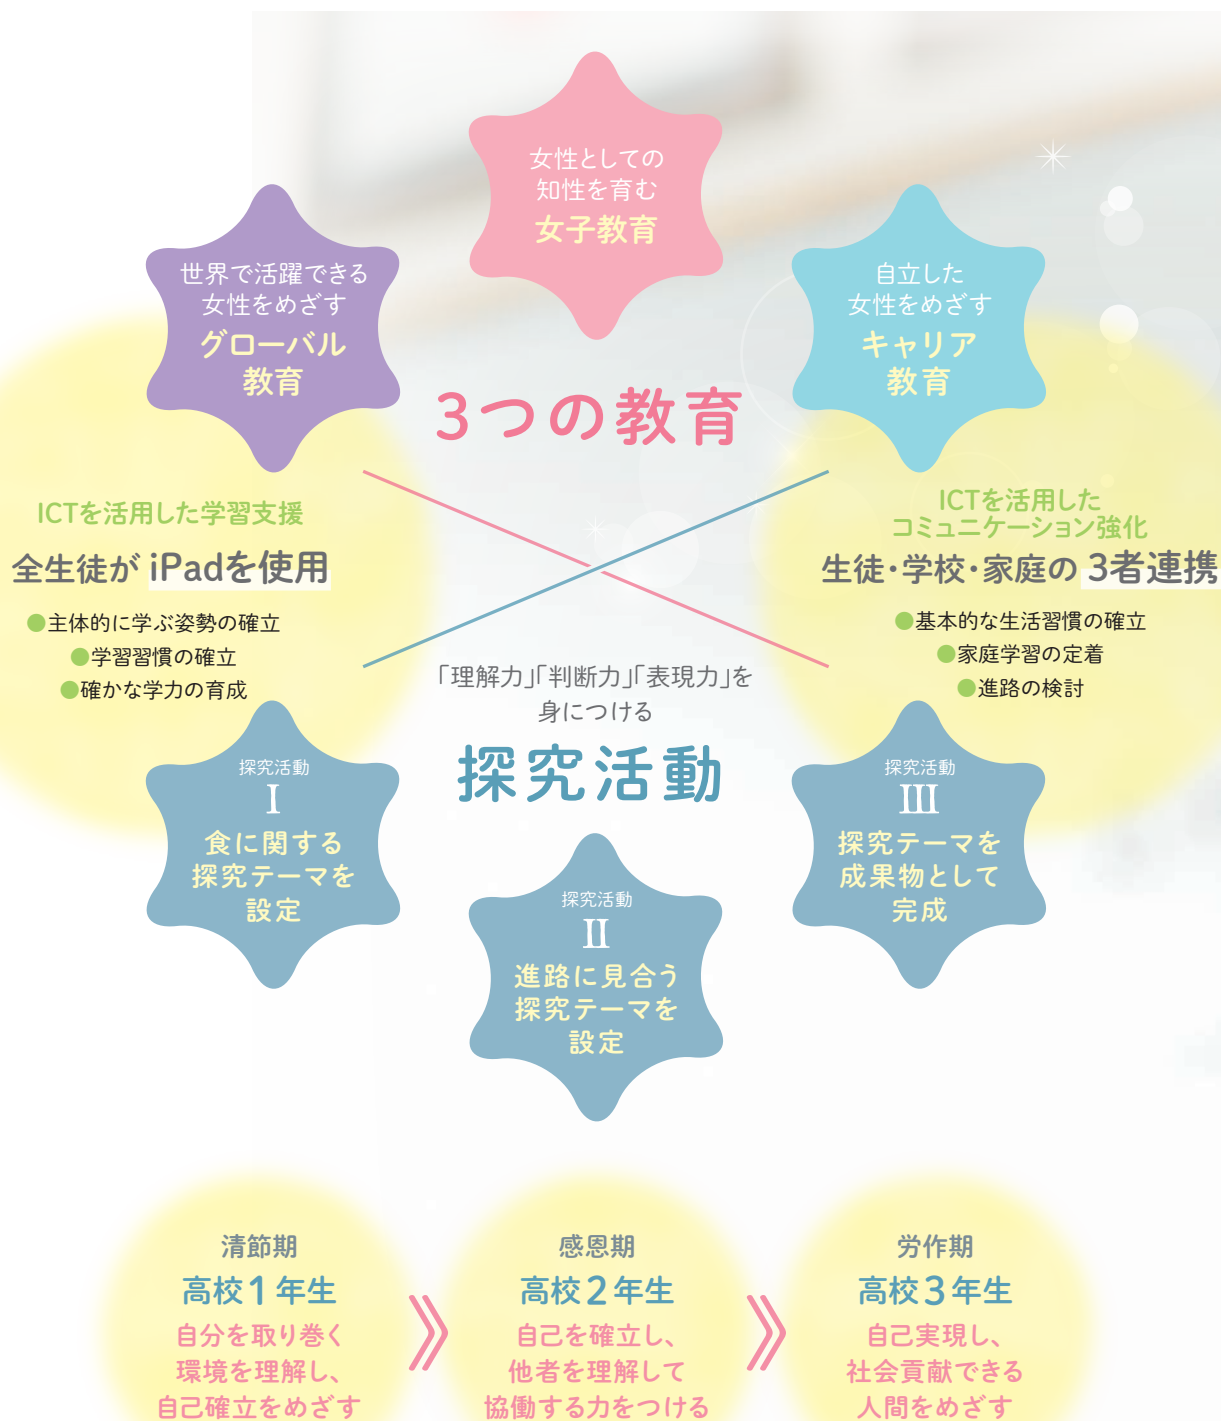 女性としての
知性を育む
女子教育
世界で活躍できる
女性をめざす
グローバル
教育
自立した
女性をめざす
キャリア
教育
3つの教育
ICTを活用した学習支援
全生徒が iPadを使用
●主体的に学ぶ姿勢の確立
●学習習慣の確立
●確かな学力の育成
ICTを活用した
コミュニケーション強化
生徒・学校・家庭の 3者連携
●基本的な生活習慣の確立
●家庭学習の定着
●進路の検討
「理解力」「判断力」「表現力」を
身につける
探究活動
探究活動
I
食に関する
探究テーマを
設定
探究活動
II
進路に見合う
探究テーマを
設定
探究活動
III
探究テーマを
成果物として
完成
清節期
高校1年生
自分を取り巻く
環境を理解し、
自己確立をめざす
感恩期
高校2年生
自己を確立し、
他者を理解して
協働する力をつける
労作期
高校3年生
自己実現し、
社会貢献できる
人間をめざす